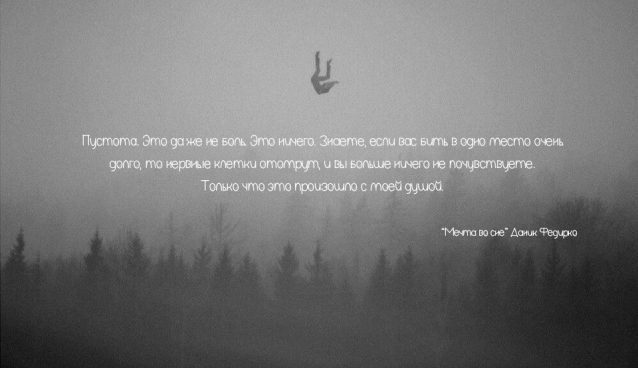 Пустота. Это даже не боль. Это ничего. Знаете, если вас бить в одно место очень
долго, то нервные клетки отомрут, и вы больше ничего не почувствуете.
Только что это произошло с моей душой.
"Мечта во сне" Даник Федирко